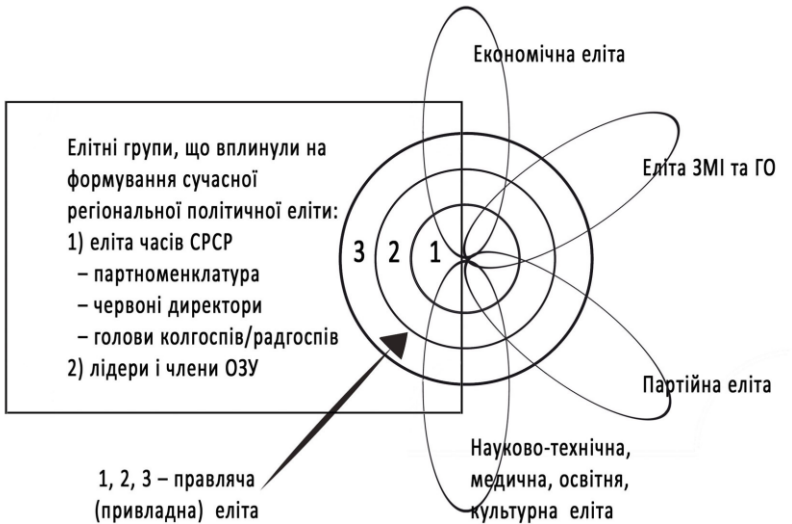 Економічна еліта
Еліта ЗМІ та ГО
Елітні групи, що вплинули на
формування сучасної
регіональної політичної еліти:
1) еліта часів СРСР
– партноменклатура
– червоні директори
– голови колгоспів/радгоспів
2) лідери і члени ОЗУ
3 2 1
Партійна еліта
Науково-технічна,
медична, освітня,
культурна еліта
1, 2, 3 – правляча
(привладна) еліта